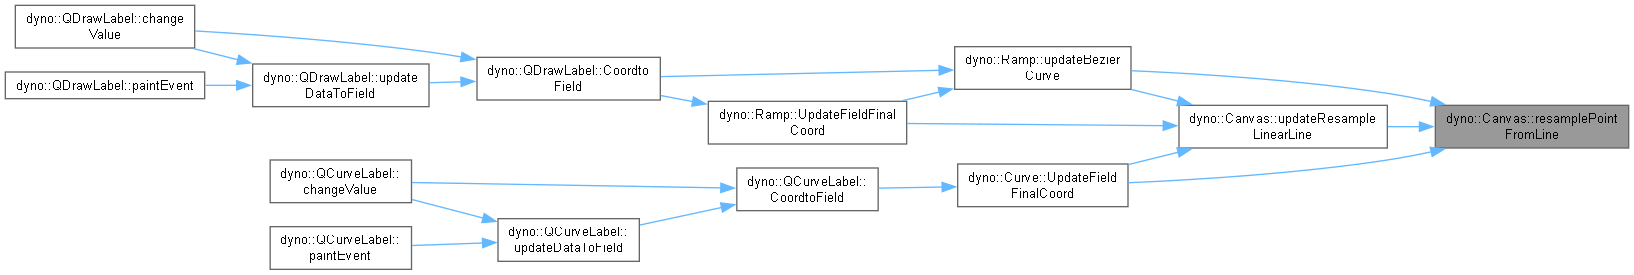 dyno::QDrawLabel::change
Value
dyno::QDrawLabel::paintEvent
dyno::QDrawLabel::update
DataToField
dyno::QDrawLabel::Coordto
Field
dyno::Ramp::updateBezier
Curve
dyno::Ramp::UpdateFieldFinal
Coord
dyno::Canvas::updateResample
LinearLine
dyno::Canvas::resamplePoint
FromLine
dyno::QCurveLabel::
changeValue
dyno::QCurveLabel::
paintEvent
dyno::QCurveLabel::
updateDataToField
dyno::QCurveLabel::
CoordtoField
dyno::Curve::UpdateField
FinalCoord